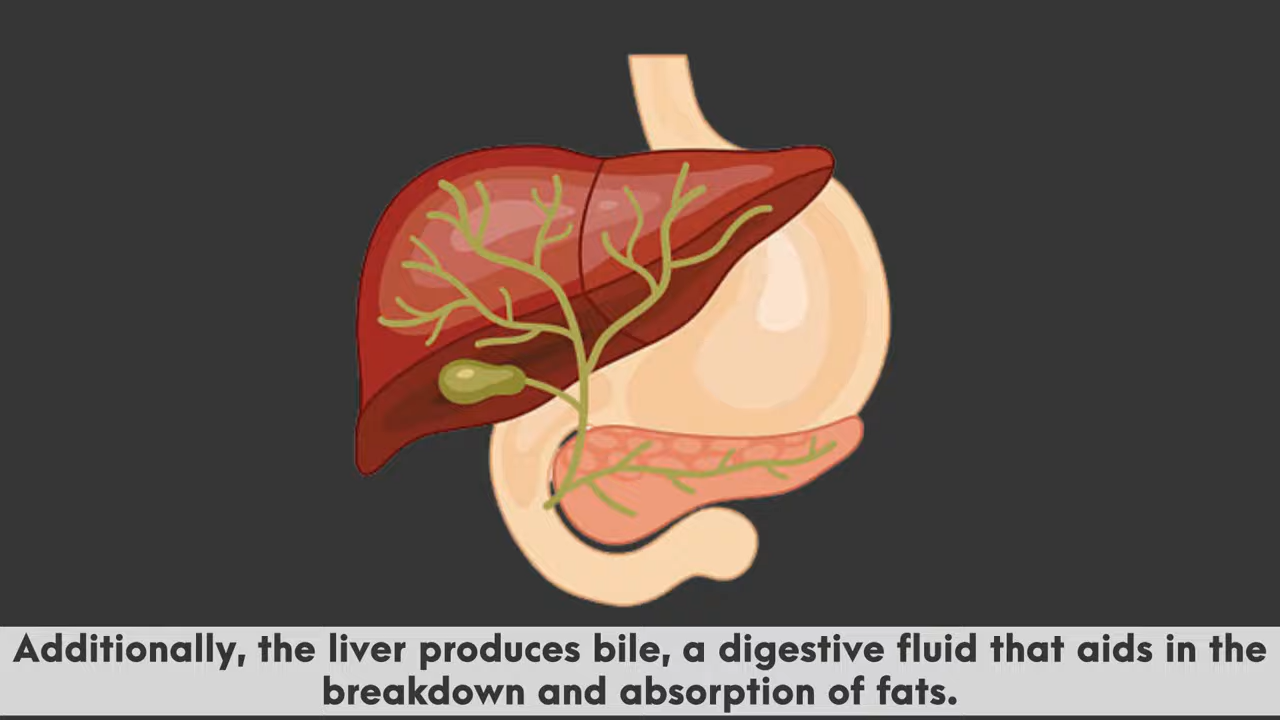 Additionally, the liver produces bile, a digestive fluid that aids in the
breakdown and absorption of fats.